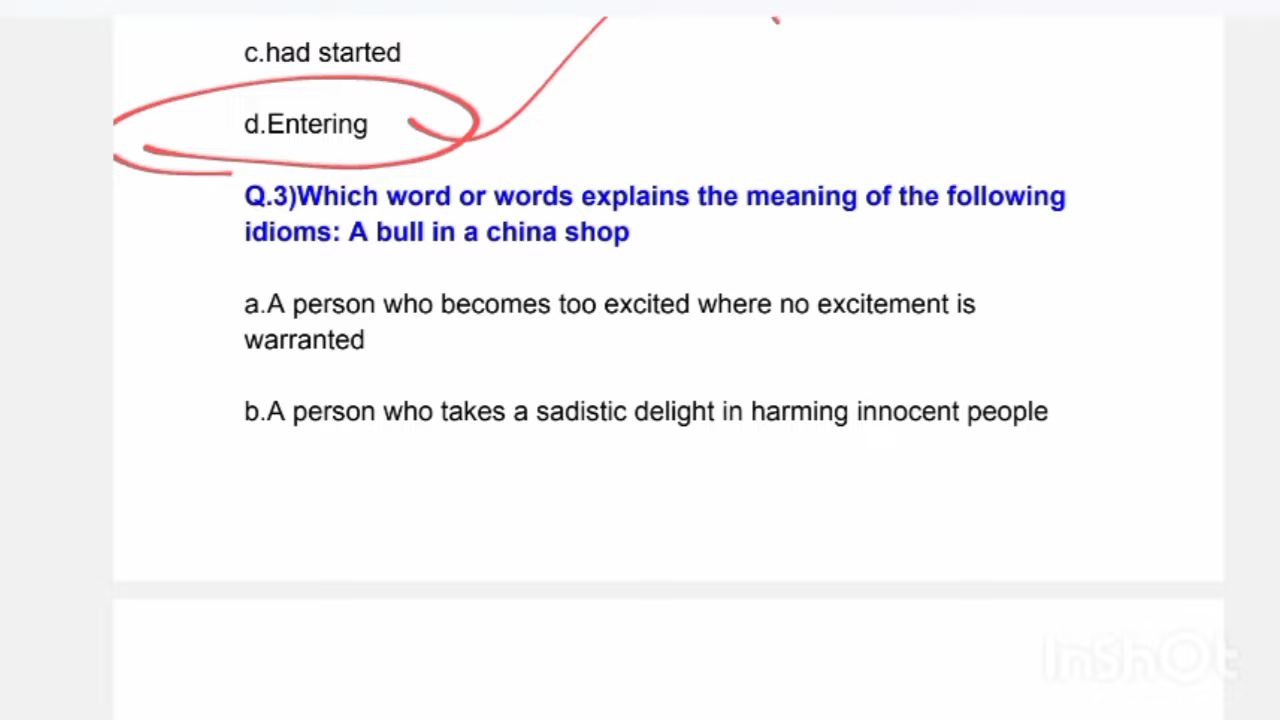 c.had started
d.Entering
Q.3)Which word or words explains the meaning of the following
idioms: A bull in a china shop
a.A person who becomes too excited where no excitement is
warranted
b.A person who takes a sadistic delight in harming innocent people
InShOt